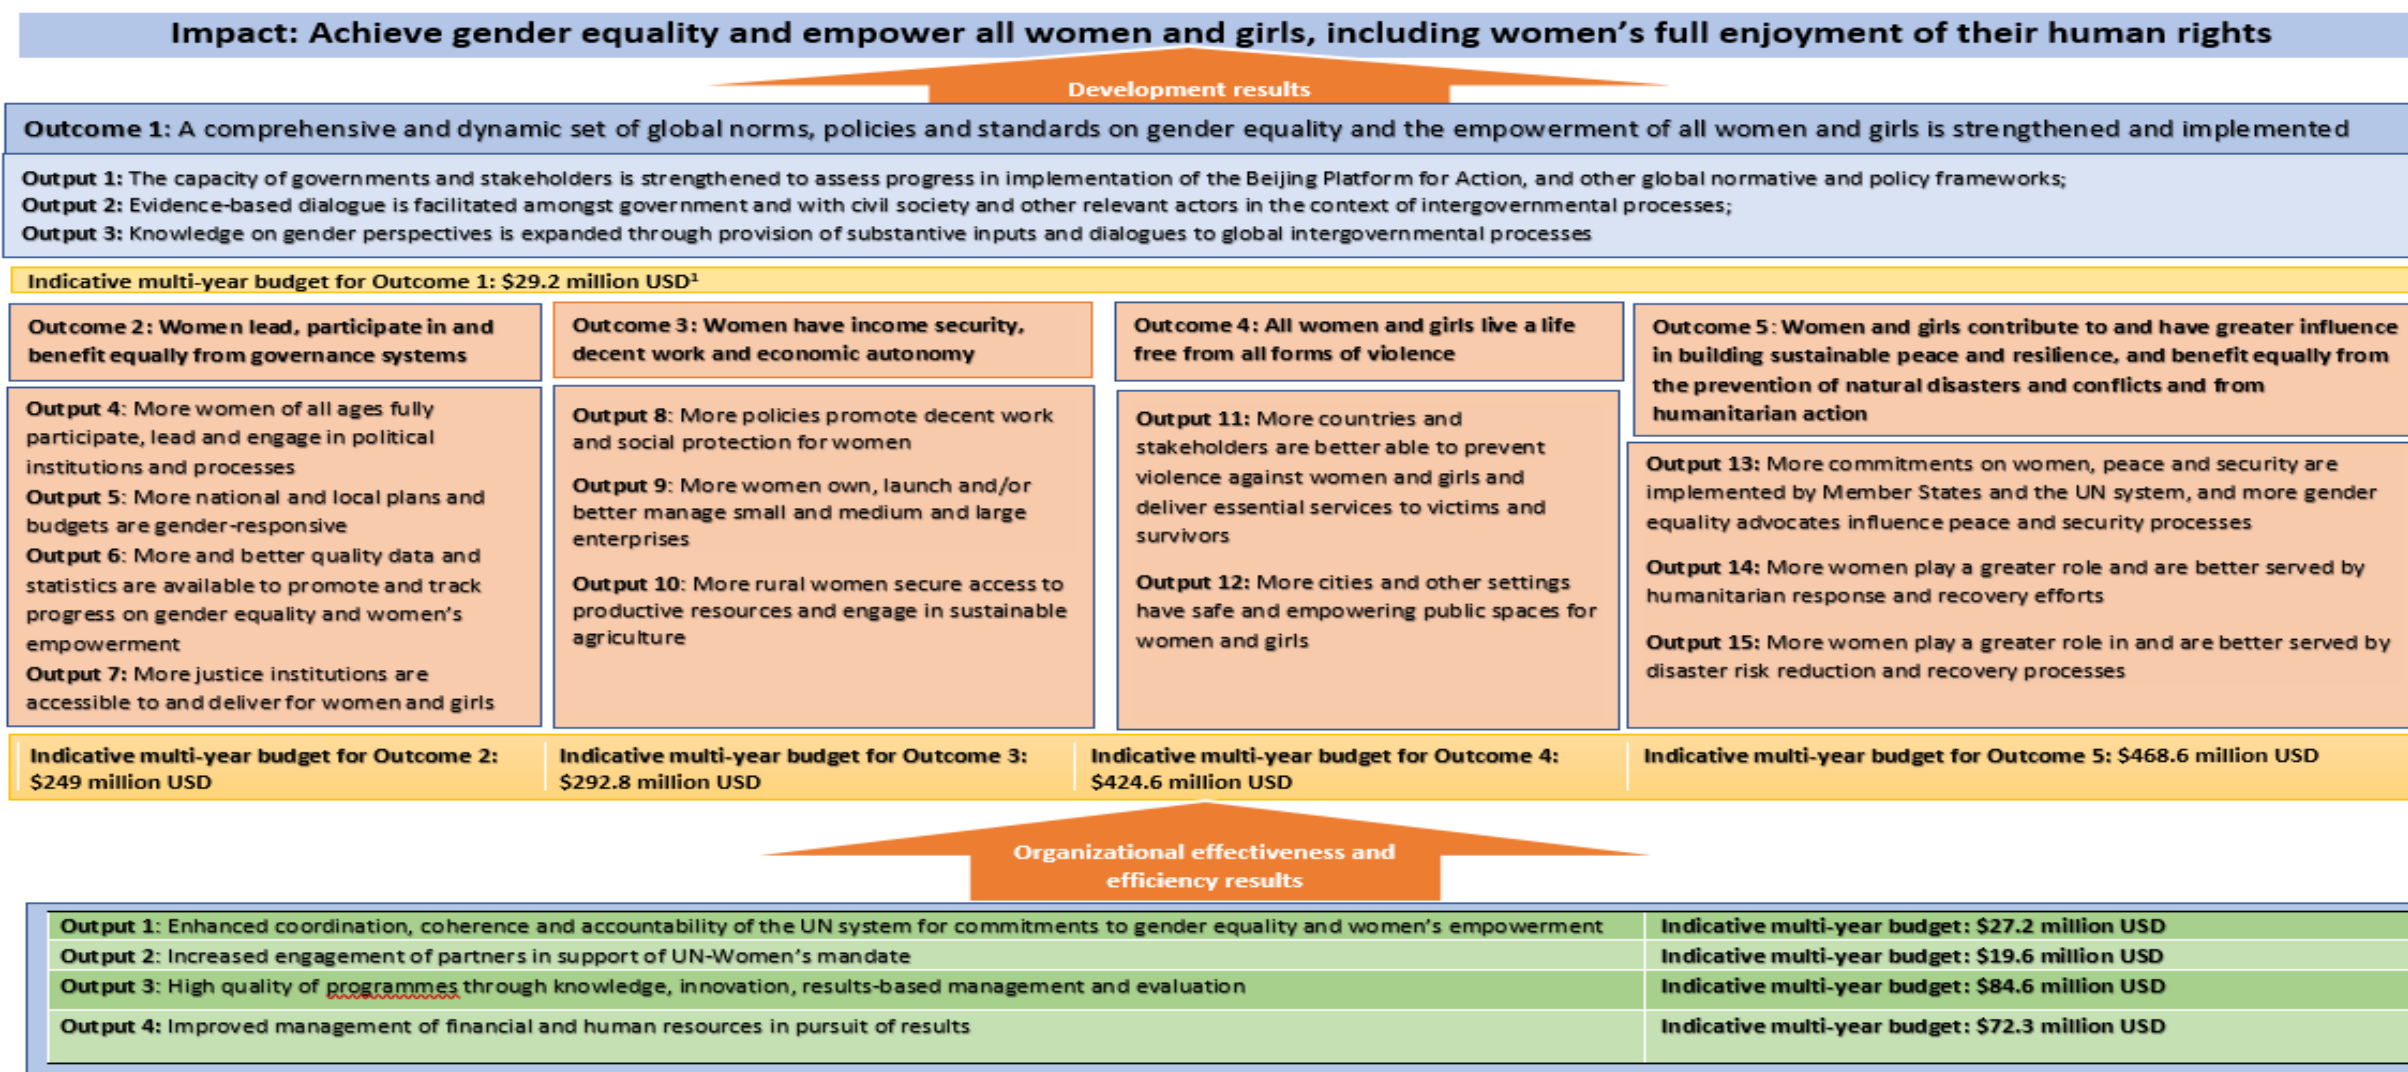 Impact: Achieve gender equality and empower all women and girls, including women’s full enjoyment of their human rights
Development results
Outcome 1: A comprehensive and dynamic set of global norms, policies and standards on gender equality and the empowerment of all women and girls is strengthened and implemented
Output 1: The capacity of governments and stakeholders is strengthened to assess progress in implementation of the Beijing Platform for Action, and other global normative and policy frameworks;
Output 2: Evidence-based dialogue is facilitated amongst government and with civil society and other relevant actors in the context of intergovernmental processes;
Output 3: Knowledge on gender perspectives is expanded through provision of substantive inputs and dialogues to global intergovernmental processes
Indicative multi-year budget for Outcome 1: $29.2 million USD¹
Outcome 2: Women lead, participate in and
benefit equally from governance systems
Output 4: More women of all ages fully
participate, lead and engage in political
institutions and processes
Output 5: More national and local plans and
budgets are gender-responsive
Output 6: More and better quality data and
statistics are available to promote and track
progress on gender equality and women’s
empowerment
Output 7: More justice institutions are
accessible to and deliver for women and girls
Outcome 3: Women have income security,
decent work and economic autonomy
Output 8: More policies promote decent work
and social protection for women
Output 9: More women own, launch and/or
better manage small and medium and large
enterprises
Output 10: More rural women secure access to
productive resources and engage in sustainable
agriculture
Outcome 4: All women and girls live a life
free from all forms of violence
Output 11: More countries and
stakeholders are better able to prevent
violence against women and girls and
deliver essential services to victims and
survivors
Output 12: More cities and other settings
have safe and empowering public spaces for
women and girls
Outcome 5: Women and girls contribute to and have greater influence
in building sustainable peace and resilience, and benefit equally from
the prevention of natural disasters and conflicts and from
humanitarian action
Output 13: More commitments on women, peace and security are
implemented by Member States and the UN system, and more gender
equality advocates influence peace and security processes
Output 14: More women play a greater role and are better served by
humanitarian response and recovery efforts
Output 15: More women play a greater role in and are better served by
disaster risk reduction and recovery processes
Indicative multi-year budget for Outcome 2:
$249 million USD
Indicative multi-year budget for Outcome 3:
$292.8 million USD
Indicative multi-year budget for Outcome 4:
$424.6 million USD
Indicative multi-year budget for Outcome 5: $468.6 million USD
Organizational effectiveness and
efficiency results
Output 1: Enhanced coordination, coherence and accountability of the UN system for commitments to gender equality and women’s empowerment
Indicative multi-year budget: $27.2 million USD
Output 2: Increased engagement of partners in support of UN-Women’s mandate
Indicative multi-year budget: $19.6 million USD
Output 3: High quality of programmes through knowledge, innovation, results-based management and evaluation
Indicative multi-year budget: $84.6 million USD
Output 4: Improved management of financial and human resources in pursuit of results
Indicative multi-year budget: $72.3 million USD